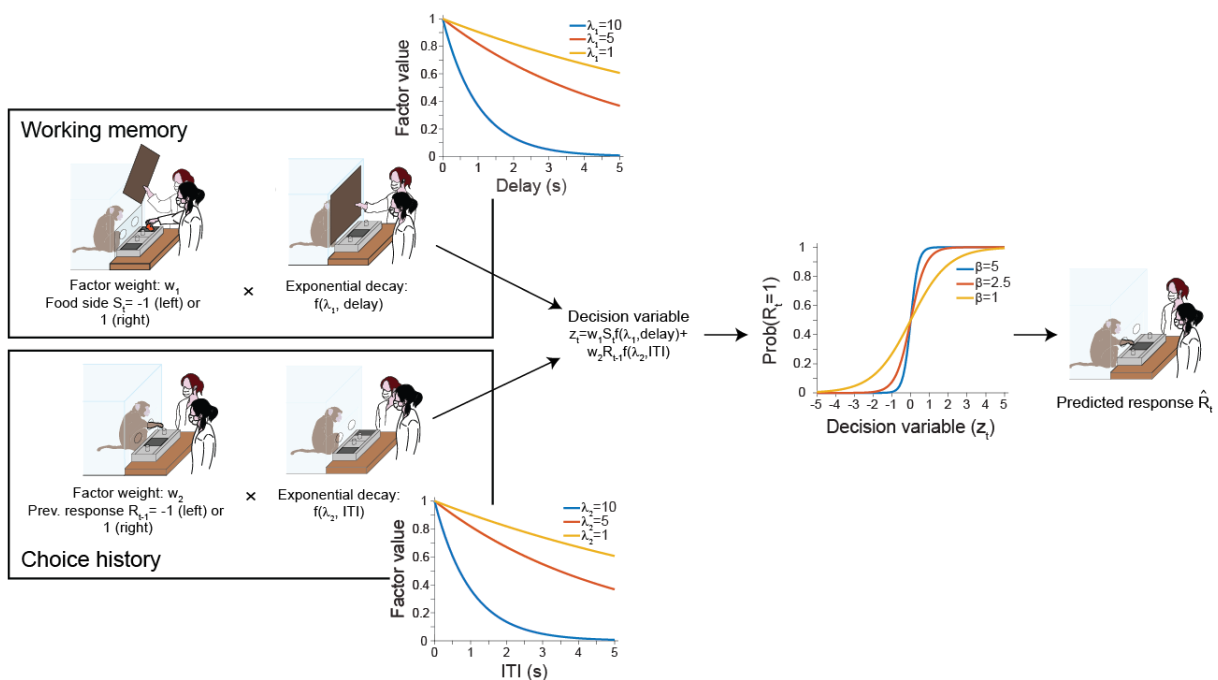 Working memory
Factor weight: w₁
Food side Sₜ= -1 (left) or
1 (right)
×
Exponential decay:
f(λ₁, delay)
Factor value
1
0.8
0.6
0.4
0.2
0
λ₁=10
λ₁=5
λ₁=1
0 1 2 3 4 5
Delay (s)
Factor weight: w₂
Prev. response Rₜ₋₁= -1 (left) or
1 (right)
×
Exponential decay:
f(λ₂, ITI)
Choice history
Factor value
1
0.8
0.6
0.4
0.2
0
λ₂=10
λ₂=5
λ₂=1
0 1 2 3 4 5
ITI (s)
Decision variable
zₜ=w₁Sₜf(λ₁,delay)+
w₂Rₜ₋₁f(λ₂,ITI)
Prob(Rₜ=1)
1
0.8
0.6
0.4
0.2
0
β=5
β=2.5
β=1
-5 -4 -3 -2 -1 0 1 2 3 4 5
Decision variable (zₜ)
Predicted response R̂ₜ